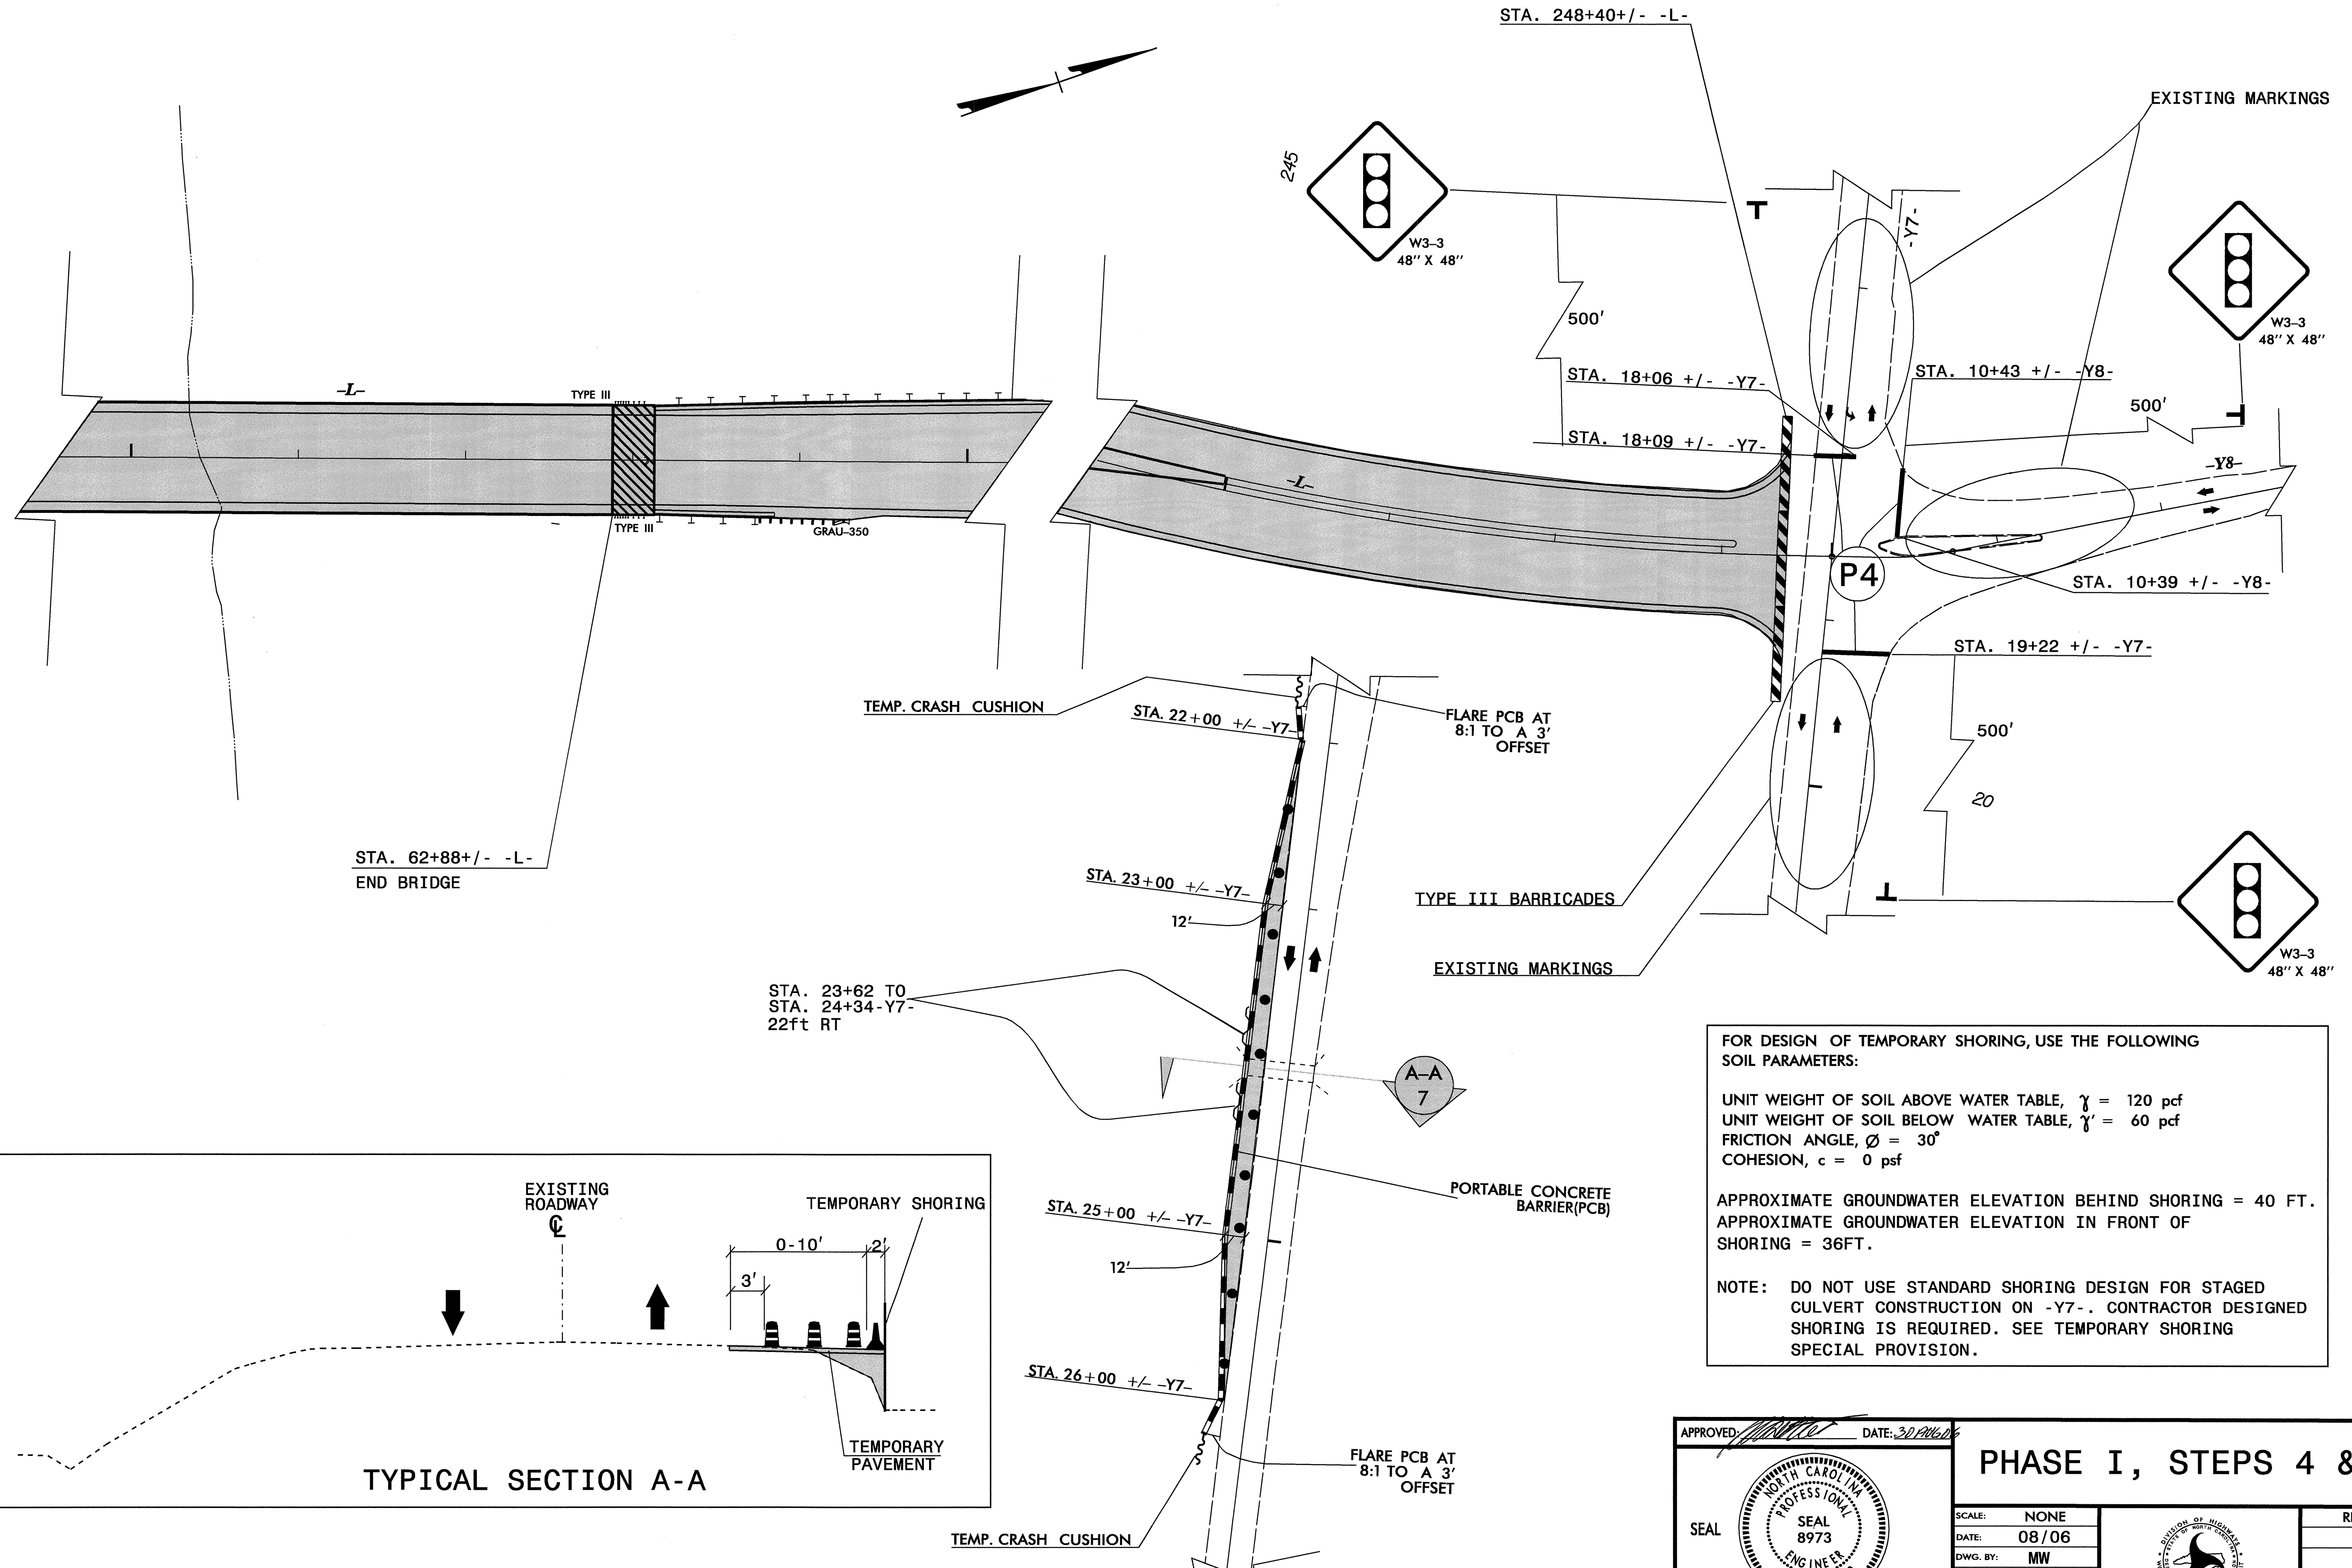 STA. 248+40+/- -L-
EXISTING MARKINGS
245
W3-3
48" X 48"
-Y7-
W3-3
48" X 48"
500'
STA. 18+06 +/- -Y7-
STA. 10+43 +/- -Y8-
500'
STA. 18+09 +/- -Y7-
-L-
TYPE III
TYPE III
GRAU-350
-L-
-Y8-
P4
STA. 10+39 +/- -Y8-
STA. 19+22 +/- -Y7-
TEMP. CRASH CUSHION
STA. 22+00 +/- -Y7-
FLARE PCB AT
8:1 TO A 3'
OFFSET
500'
20
STA. 62+88+/- -L-
END BRIDGE
STA. 23+00 +/- -Y7-
12'
TYPE III BARRICADES
EXISTING MARKINGS
W3-3
48" X 48"
STA. 23+62 TO
STA. 24+34-Y7-
22ft RT
A-A
7
PORTABLE CONCRETE
BARRIER(PCB)
STA. 25+00 +/- -Y7-
12'
STA. 26+00 +/- -Y7-
FLARE PCB AT
8:1 TO A 3'
OFFSET
TEMP. CRASH CUSHION
FOR DESIGN OF TEMPORARY SHORING, USE THE FOLLOWING
SOIL PARAMETERS:
UNIT WEIGHT OF SOIL ABOVE WATER TABLE, γ = 120 pcf
UNIT WEIGHT OF SOIL BELOW WATER TABLE, γ' = 60 pcf
FRICTION ANGLE, Ø = 30°
COHESION, c = 0 psf
APPROXIMATE GROUNDWATER ELEVATION BEHIND SHORING = 40 FT.
APPROXIMATE GROUNDWATER ELEVATION IN FRONT OF
SHORING = 36FT.
NOTE: DO NOT USE STANDARD SHORING DESIGN FOR STAGED
CULVERT CONSTRUCTION ON -Y7-. CONTRACTOR DESIGNED
SHORING IS REQUIRED. SEE TEMPORARY SHORING
SPECIAL PROVISION.
EXISTING
ROADWAY
℄
TEMPORARY SHORING
0-10'
2'
3'
TEMPORARY
PAVEMENT
TYPICAL SECTION A-A
APPROVED:
DATE: 30 AUG 06
SEAL
NORTH CAROLINA
PROFESSIONAL
SEAL
8973
ENGINEER
PHASE I, STEPS 4 &
SCALE: NONE
DATE: 08/06
DWG. BY: MW
DIVISION OF HIGHWAYS
STATE OF NORTH CAROLINA